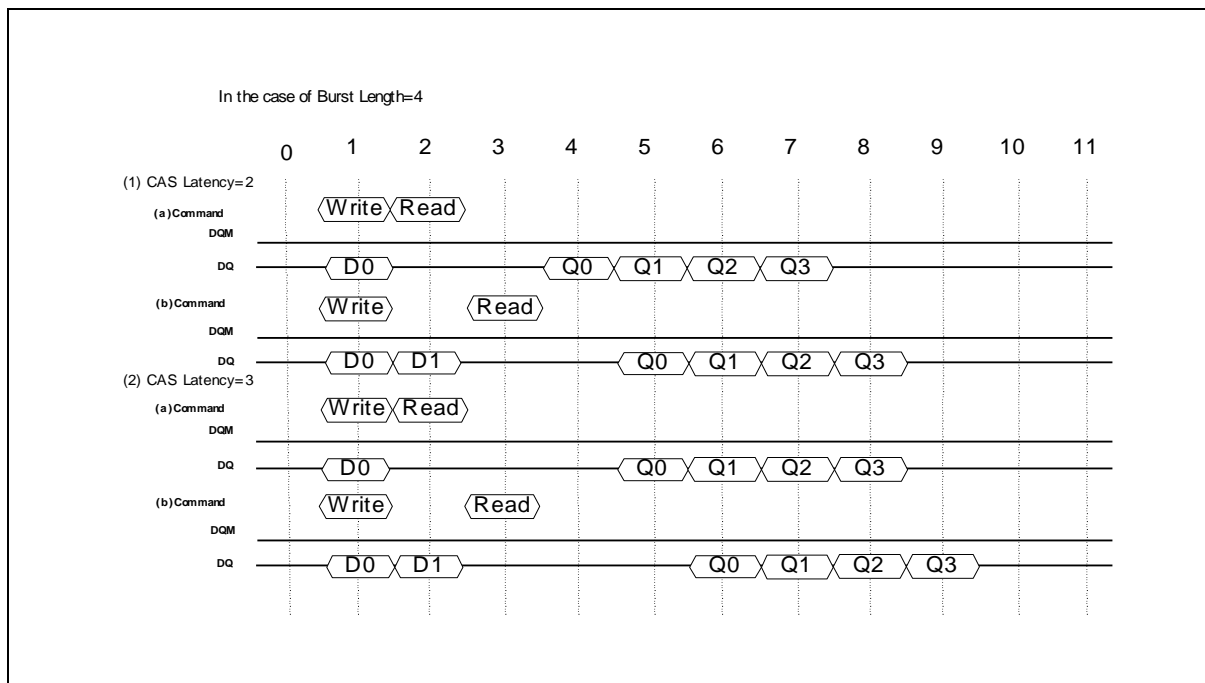 In the case of Burst Length=4
0 1 2 3 4 5 6 7 8 9 10 11
(1) CAS Latency=2
(a)Command Write Read
DQM
DQ D0 Q0 Q1 Q2 Q3
(b)Command Write Read
DQM
DQ D0 D1 Q0 Q1 Q2 Q3
(2) CAS Latency=3
(a)Command Write Read
DQM
DQ D0 Q0 Q1 Q2 Q3
(b)Command Write Read
DQM
DQ D0 D1 Q0 Q1 Q2 Q3